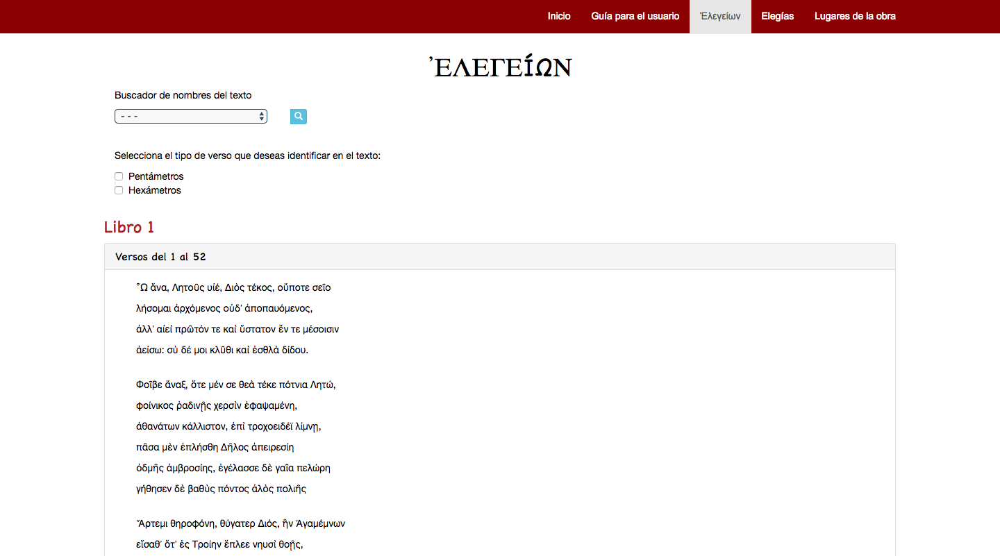 Inicio Guía para el usuario Ἐλεγείων Elegías Lugares de la obra
ἘΛΕΓΕΊΩΝ
Buscador de nombres del texto
- - -
Selecciona el tipo de verso que deseas identificar en el texto:
Pentámetros
Hexámetros
Libro 1
Versos del 1 al 52
Ὦ ἄνα, Λητοῦς υἱέ, Διὸς τέκος, οὔποτε σεῖο
λήσομαι ἀρχόμενος οὐδ' ἀποπαυόμενος,
ἀλλ' αἰεὶ πρῶτόν τε καὶ ὕστατον ἔν τε μέσοισιν
ἀείσω: σὺ δέ μοι κλῦθι καὶ ἐσθλὰ δίδου.
Φοῖβε ἄναξ, ὅτε μέν σε θεὰ τέκε πότνια Λητώ,
φοίνικος ῥαδινῇς χερσὶν ἐφαψαμένη,
ἀθανάτων κάλλιστον, ἐπὶ τροχοειδέϊ λίμνῃ,
πᾶσα μὲν ἐπλήσθη Δῆλος ἀπειρεσίη
ὀδμῆς ἀμβροσίης, ἐγέλασσε δὲ γαῖα πελώρη
γήθησεν δὲ βαθὺς πόντος ἁλὸς πολιῆς
Ἄρτεμι θηροφόνη, θύγατερ Διός, ἣν Ἀγαμέμνων
εἵσαθ' ὅτ' ἐς Τροίην ἔπλεε νηυσὶ θοῇς,